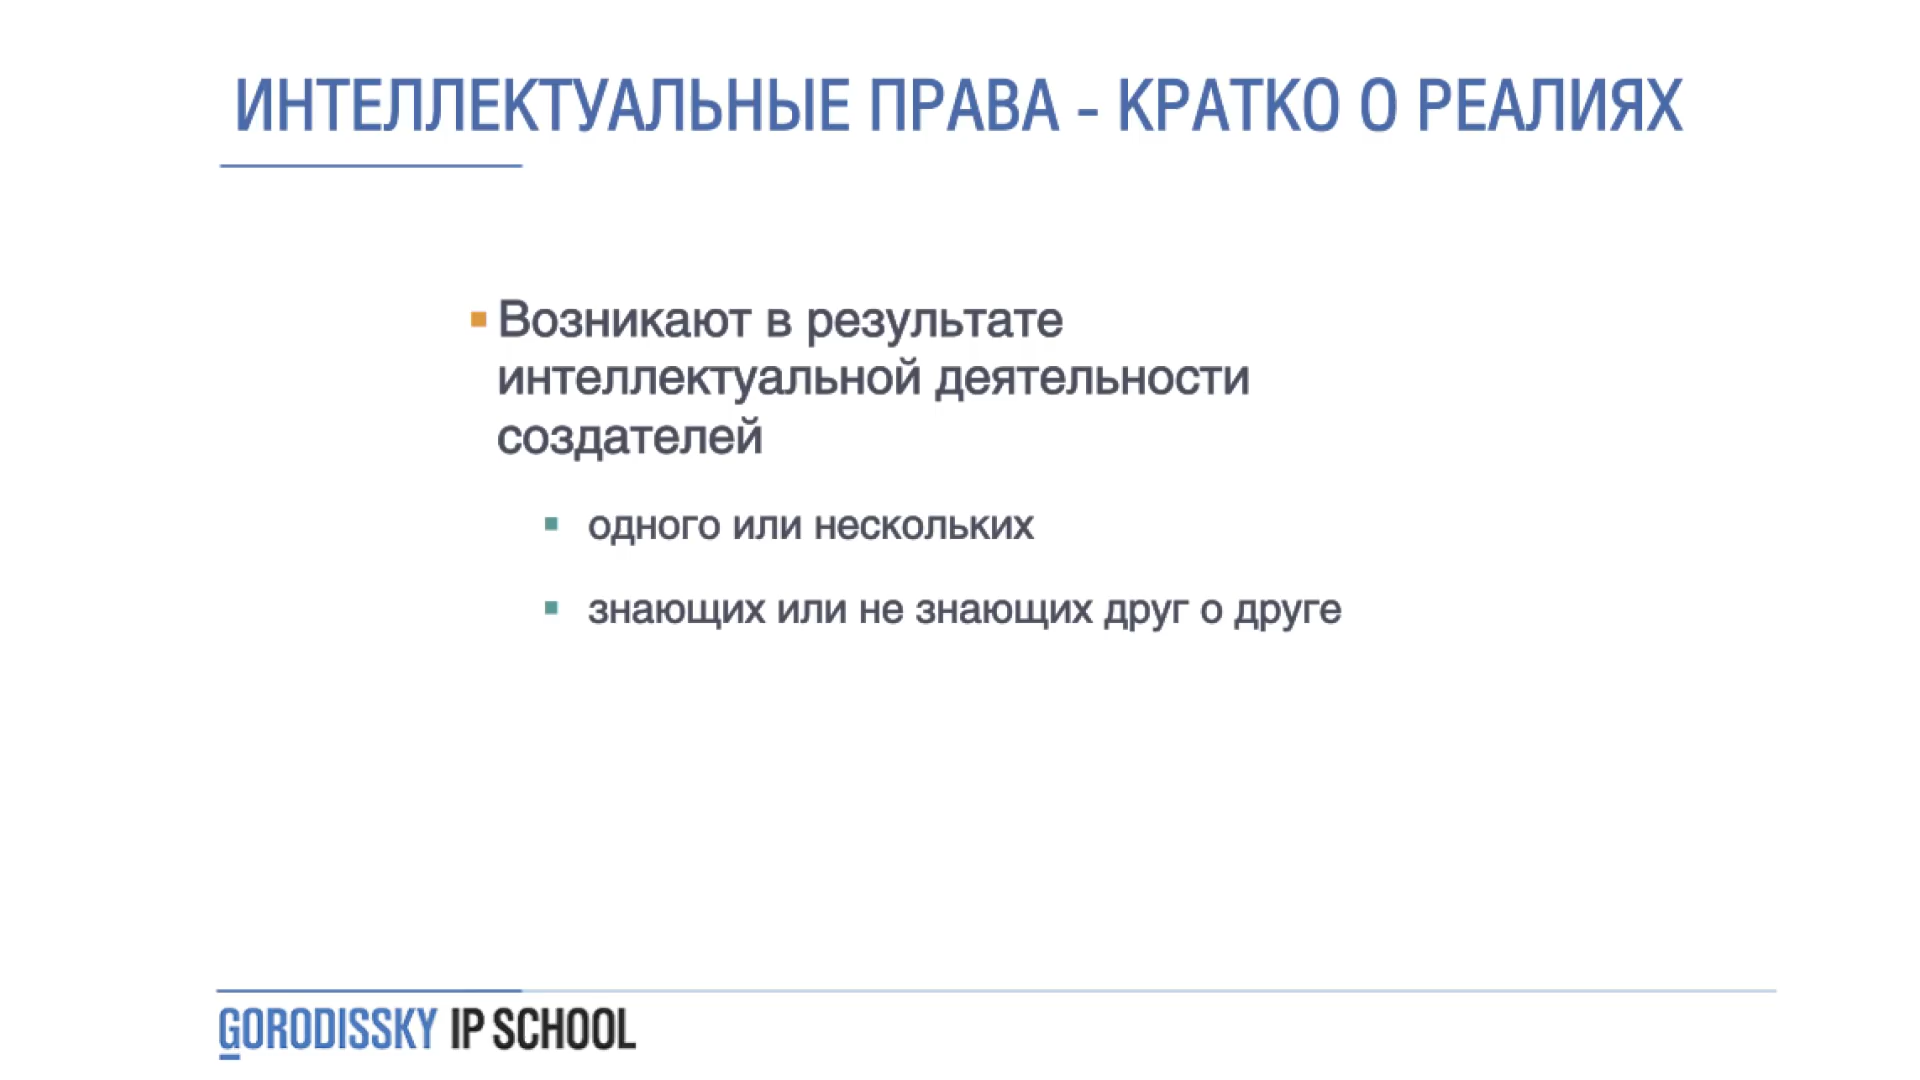 ИНТЕЛЛЕКТУАЛЬНЫЕ ПРАВА - КРАТКО О РЕАЛИЯХ
Возникают в результате
интеллектуальной деятельности
создателей
одного или нескольких
знающих или не знающих друг о друге
GORODISSKY IP SCHOOL